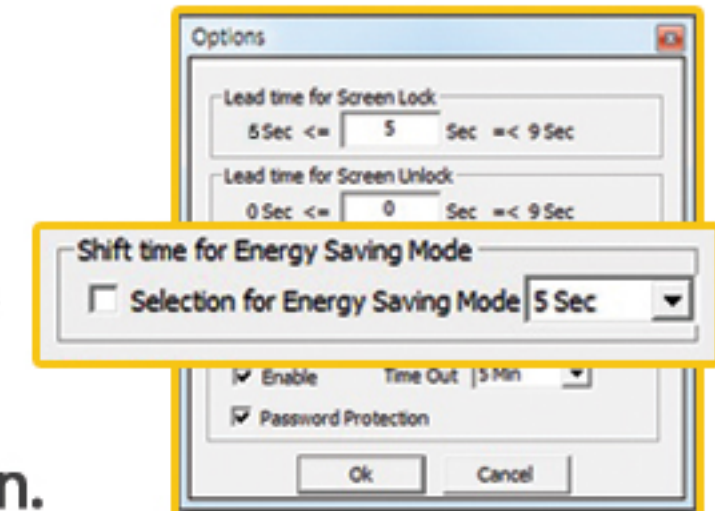 Options
Lead time for Screen Lock
5 Sec <= 5 Sec =< 9 Sec
Lead time for Screen Unlock
0 Sec <= 0 Sec =< 9 Sec
Shift time for Energy Saving Mode
Selection for Energy Saving Mode 5 Sec
Enable Time Out 5 Min
Password Protection
Ok Cancel
n.